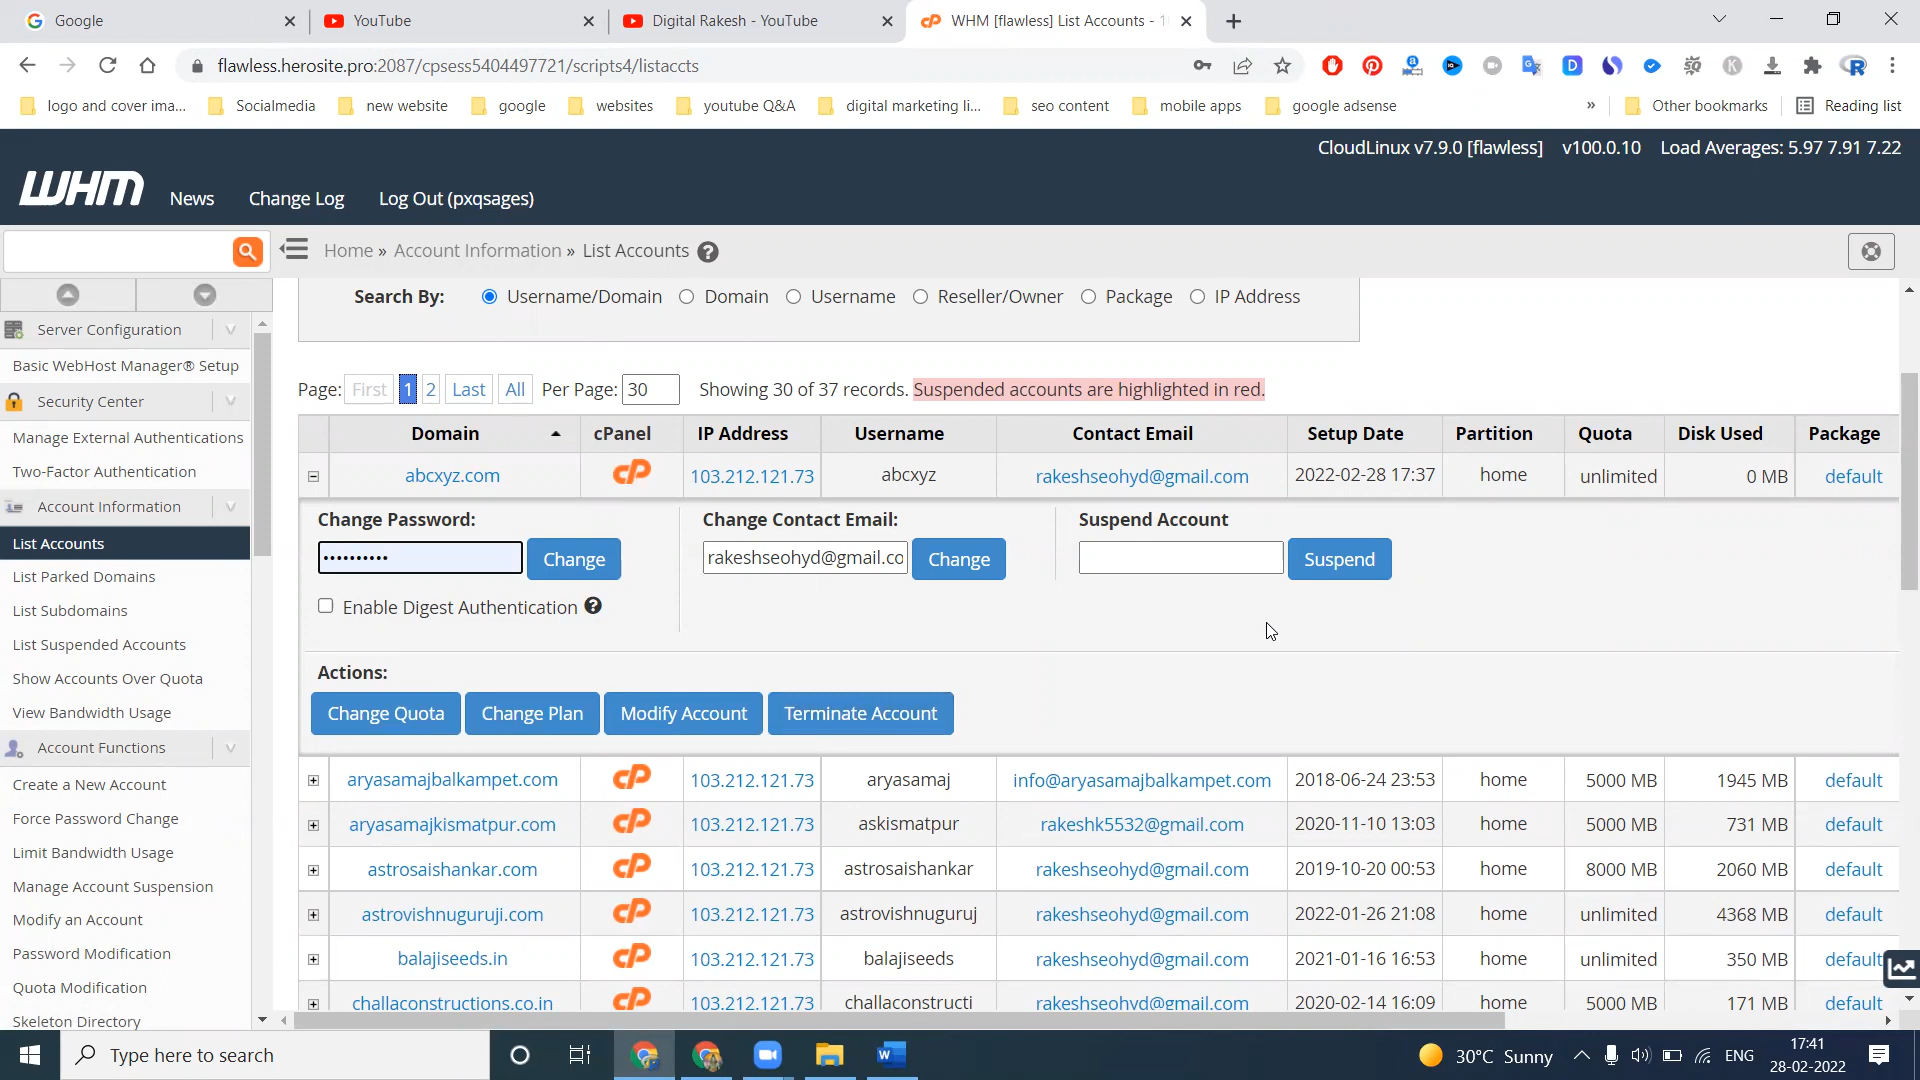 Google
YouTube
Digital Rakesh - YouTube
WHM [flawless] List Accounts - 1
flawless.herosite.pro:2087/cpsess5404497721/scripts4/listaccts
logo and cover ima...
Socialmedia
new website
google
websites
youtube Q&A
digital marketing li...
seo content
mobile apps
google adsense
»
Other bookmarks
Reading list
CloudLinux v7.9.0 [flawless] v100.0.10 Load Averages: 5.97 7.91 7.22
WHM
News
Change Log
Log Out (pxqsages)
Home » Account Information » List Accounts
Server Configuration
Basic WebHost Manager® Setup
Security Center
Manage External Authentications
Two-Factor Authentication
Account Information
List Accounts
List Parked Domains
List Subdomains
List Suspended Accounts
Show Accounts Over Quota
View Bandwidth Usage
Account Functions
Create a New Account
Force Password Change
Limit Bandwidth Usage
Manage Account Suspension
Modify an Account
Password Modification
Quota Modification
Skeleton Directory
Search By: Username/Domain Domain Username Reseller/Owner Package IP Address
Page: First 1 2 Last All Per Page: 30 Showing 30 of 37 records. Suspended accounts are highlighted in red.
Domain cPanel IP Address Username Contact Email Setup Date Partition Quota Disk Used Package
abcxyz.com cP 103.212.121.73 abcxyz rakeshseohyd@gmail.com 2022-02-28 17:37 home unlimited 0 MB default
Change Password:
•••••••••• Change
Enable Digest Authentication
Change Contact Email:
rakeshseohyd@gmail.co Change
Suspend Account
Suspend
Actions:
Change Quota Change Plan Modify Account Terminate Account
aryasamajbalkampet.com cP 103.212.121.73 aryasamaj info@aryasamajbalkampet.com 2018-06-24 23:53 home 5000 MB 1945 MB default
aryasamajkismatpur.com cP 103.212.121.73 askismatpur rakeshk5532@gmail.com 2020-11-10 13:03 home 5000 MB 731 MB default
astrosaishankar.com cP 103.212.121.73 astrosaishankar rakeshseohyd@gmail.com 2019-10-20 00:53 home 8000 MB 2060 MB default
astrovishnuguruji.com cP 103.212.121.73 astrovishnuguruj rakeshseohyd@gmail.com 2022-01-26 21:08 home unlimited 4368 MB default
balajiseeds.in cP 103.212.121.73 balajiseeds rakeshseohyd@gmail.com 2021-01-16 16:53 home unlimited 350 MB default
challaconstructions.co.in cP 103.212.121.73 challaconstructi rakeshseohyd@gmail.com 2020-02-14 16:09 home 5000 MB 171 MB default
Type here to search
30°C Sunny
ENG
17:41
28-02-2022